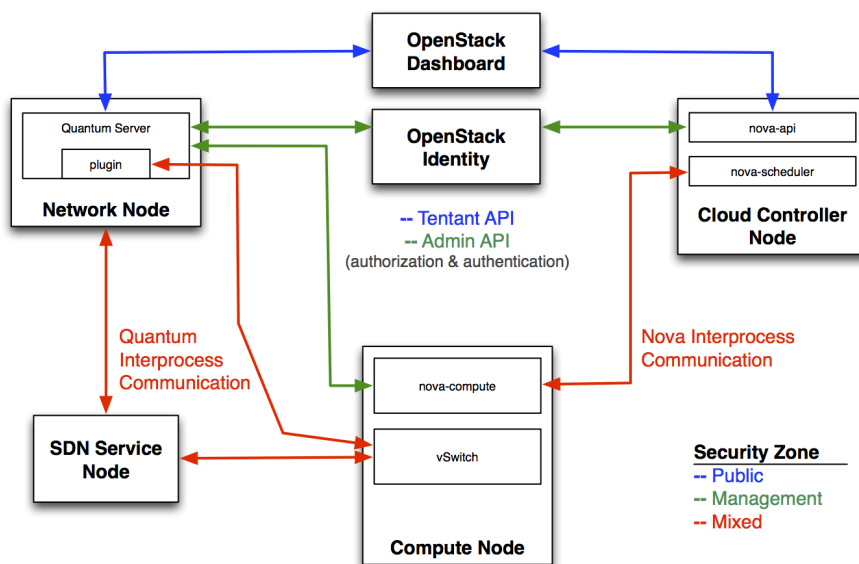 OpenStack
Dashboard
Quantum Server
plugin
Network Node
OpenStack
Identity
nova-api
nova-scheduler
Cloud Controller
Node
-- Tentant API
-- Admin API
(authorization & authentication)
Quantum
Interprocess
Communication
Nova Interprocess
Communication
nova-compute
vSwitch
Compute Node
SDN Service
Node
Security Zone
-- Public
-- Management
-- Mixed